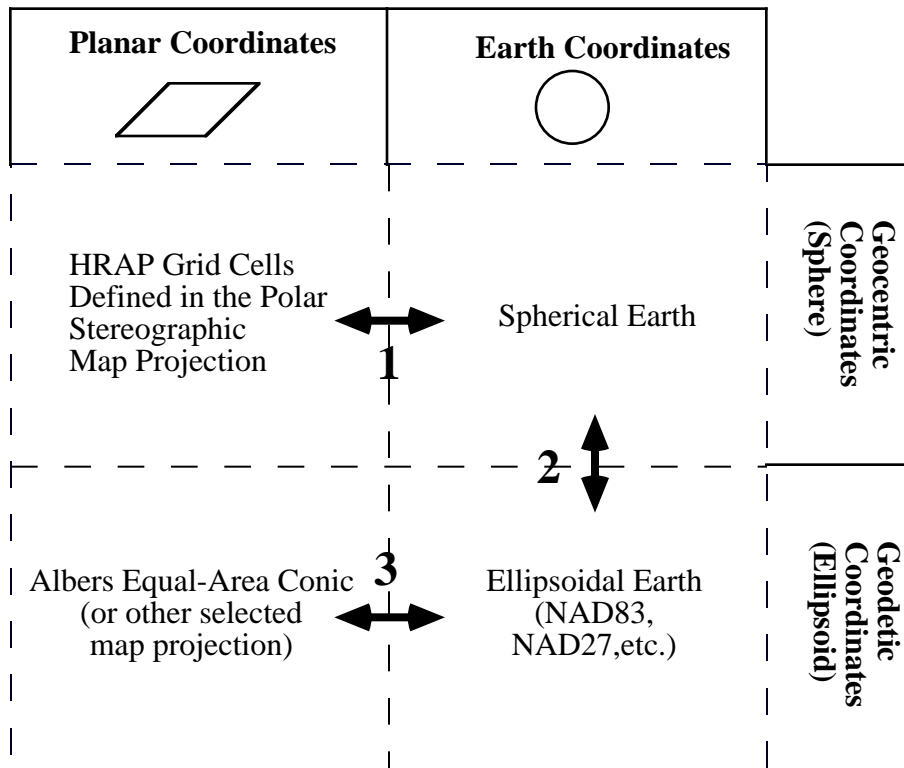 Planar Coordinates
Earth Coordinates
HRAP Grid Cells
Defined in the Polar
Stereographic
Map Projection
1
Spherical Earth
Geocentric
Coordinates
(Sphere)
2
Albers Equal-Area Conic
(or other selected
map projection)
3
Ellipsoidal Earth
(NAD83,
NAD27,etc.)
Geodetic
Coordinates
(Ellipsoid)